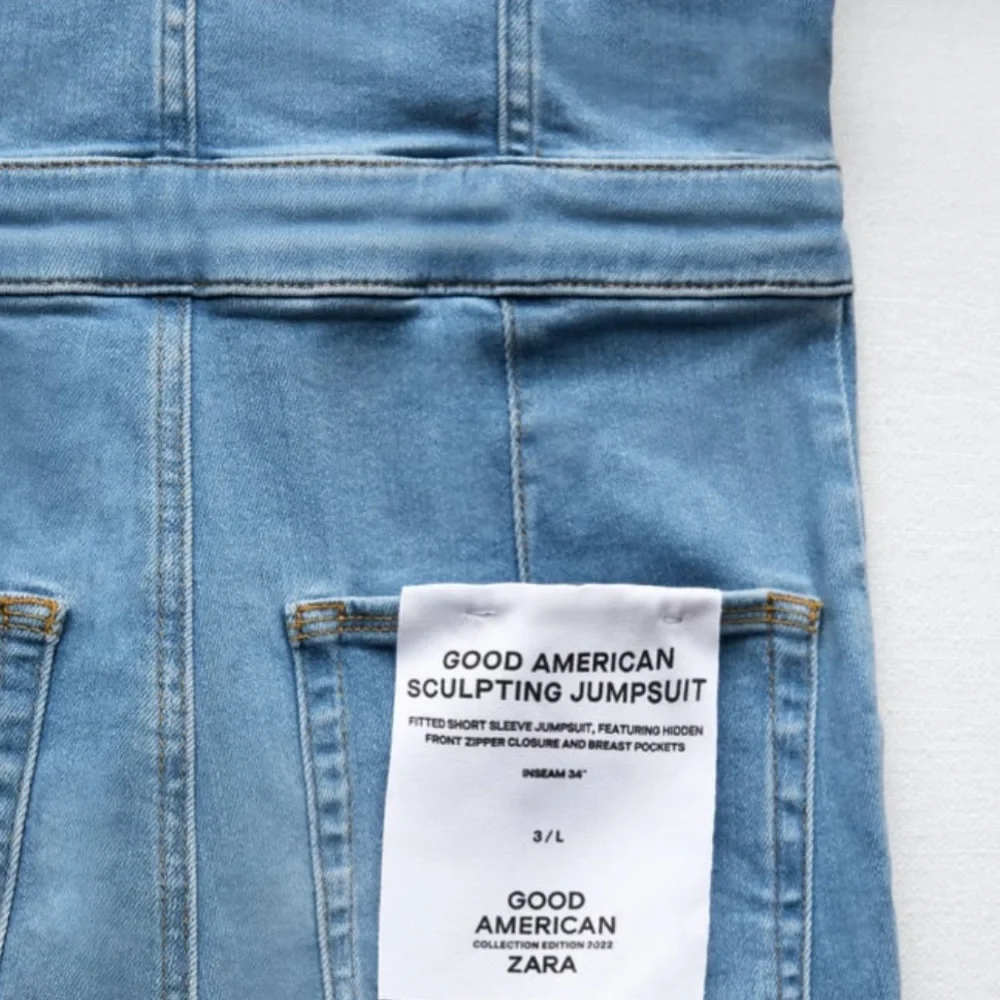 GOOD AMERICAN
SCULPTING JUMPSUIT
FITTED SHORT SLEEVE JUMPSUIT, FEATURING HIDDEN
FRONT ZIPPER CLOSURE AND BREAST POCKETS
INSEAM 34"
3/L
GOOD
AMERICAN
COLLECTION EDITION 2022
ZARA